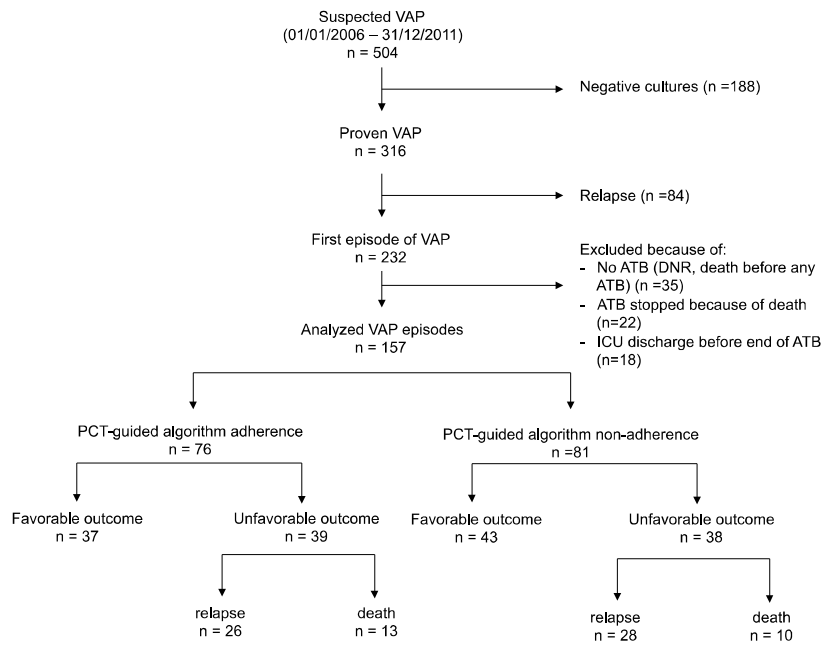 Suspected VAP
(01/01/2006 – 31/12/2011)
n = 504
Negative cultures (n =188)
Proven VAP
n = 316
Relapse (n =84)
First episode of VAP
n = 232
Excluded because of:
- No ATB (DNR, death before any
ATB) (n =35)
- ATB stopped because of death
(n=22)
- ICU discharge before end of ATB
(n=18)
Analyzed VAP episodes
n = 157
PCT-guided algorithm adherence
n = 76
PCT-guided algorithm non-adherence
n =81
Favorable outcome
n = 37
Unfavorable outcome
n = 39
Favorable outcome
n = 43
Unfavorable outcome
n = 38
relapse
n = 26
death
n = 13
relapse
n = 28
death
n = 10